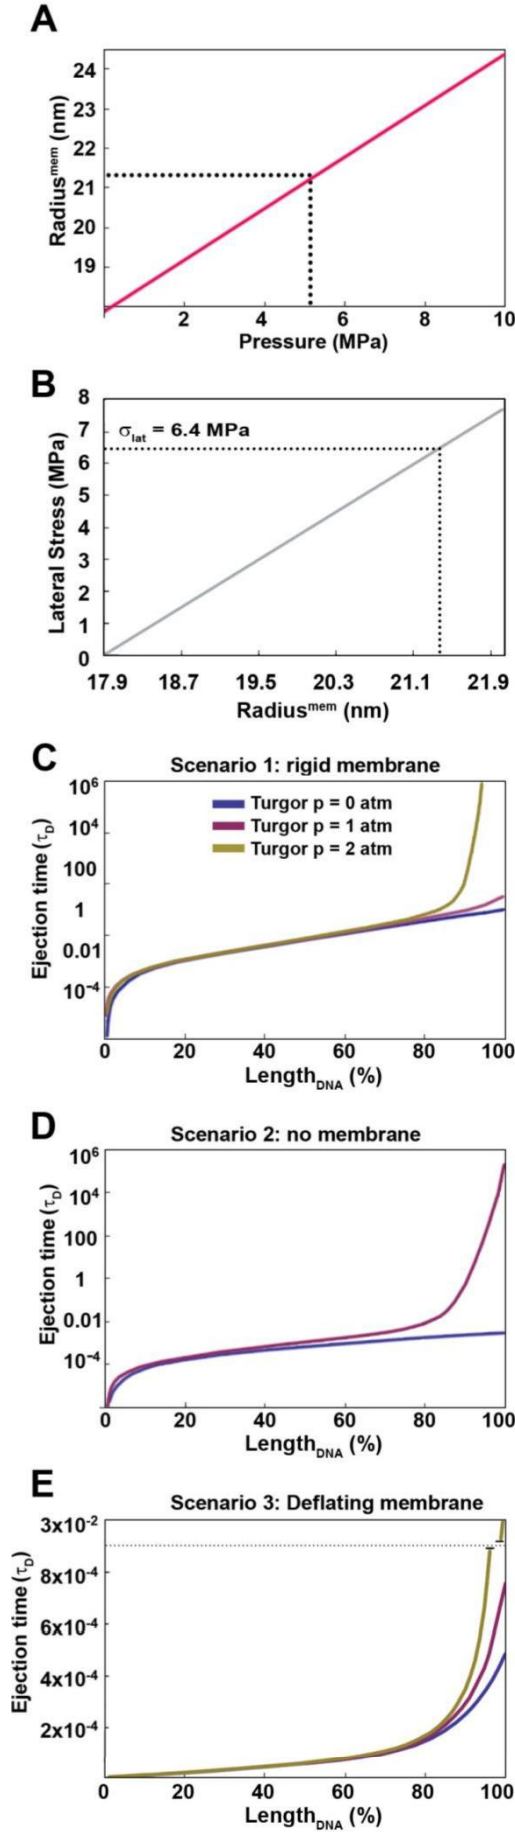 A
24
23
22
21
20
19
Radius^mem (nm)
2 4 6 8 10
Pressure (MPa)
B
8
7
6
5
4
3
2
1
0
Lateral Stress (MPa)
σ_lat = 6.4 MPa
17.9 18.7 19.5 20.3 21.1 21.9
Radius^mem (nm)
C
Scenario 1: rigid membrane
10^6
10^4
100
1
0.01
10^-4
Ejection time (τ_D)
Turgor p = 0 atm
Turgor p = 1 atm
Turgor p = 2 atm
0 20 40 60 80 100
Length_DNA (%)
D
Scenario 2: no membrane
10^6
10^4
100
1
0.01
10^-4
Ejection time (τ_D)
0 20 40 60 80 100
Length_DNA (%)
E
Scenario 3: Deflating membrane
3x10^-2
8x10^-4
6x10^-4
4x10^-4
2x10^-4
Ejection time (τ_D)
0 20 40 60 80 100
Length_DNA (%)